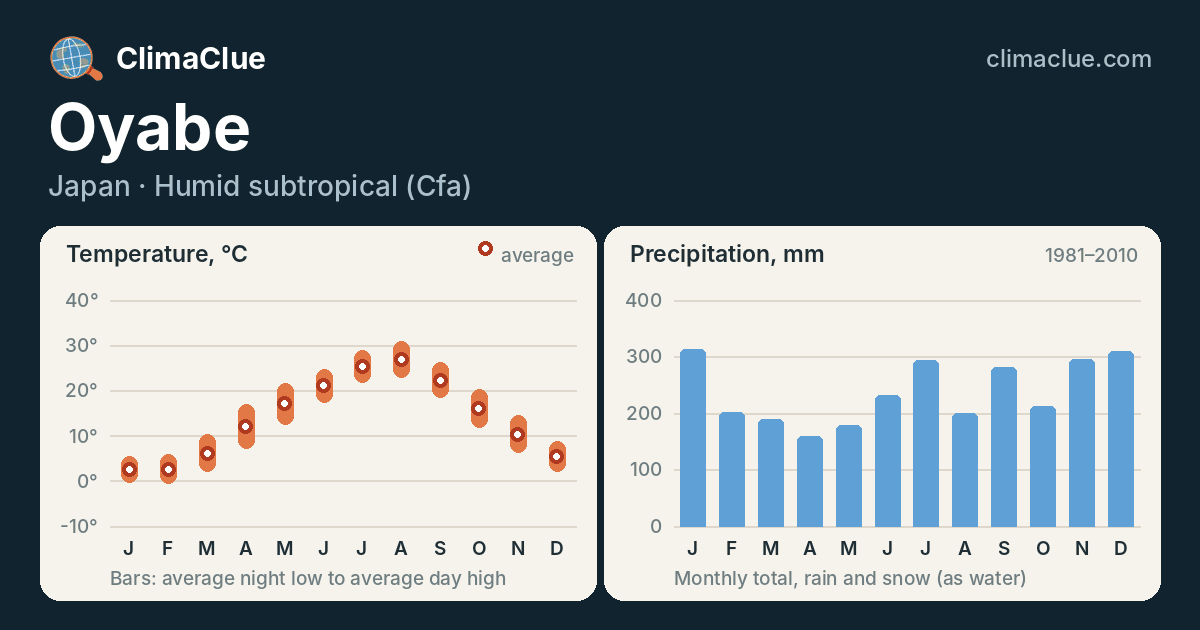 ClimaClue
climaclue.com
Oyabe
Japan · Humid subtropical (Cfa)
Temperature, °C
average
40°
30°
20°
10°
0°
-10°
J F M A M J J A S O N D
Bars: average night low to average day high
Precipitation, mm
1981–2010
400
300
200
100
0
J F M A M J J A S O N D
Monthly total, rain and snow (as water)